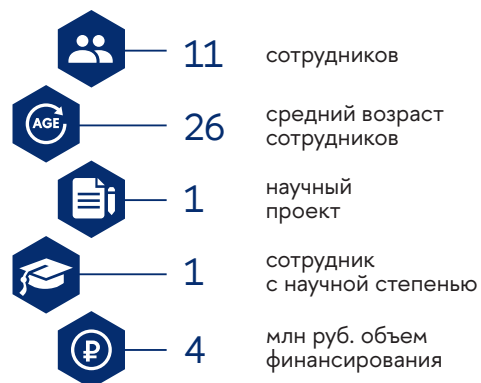 11 сотрудников
AGE
26 средний возраст
сотрудников
1 научный
проект
1 сотрудник
с научной степенью
₽
4 млн руб. объем
финансирования